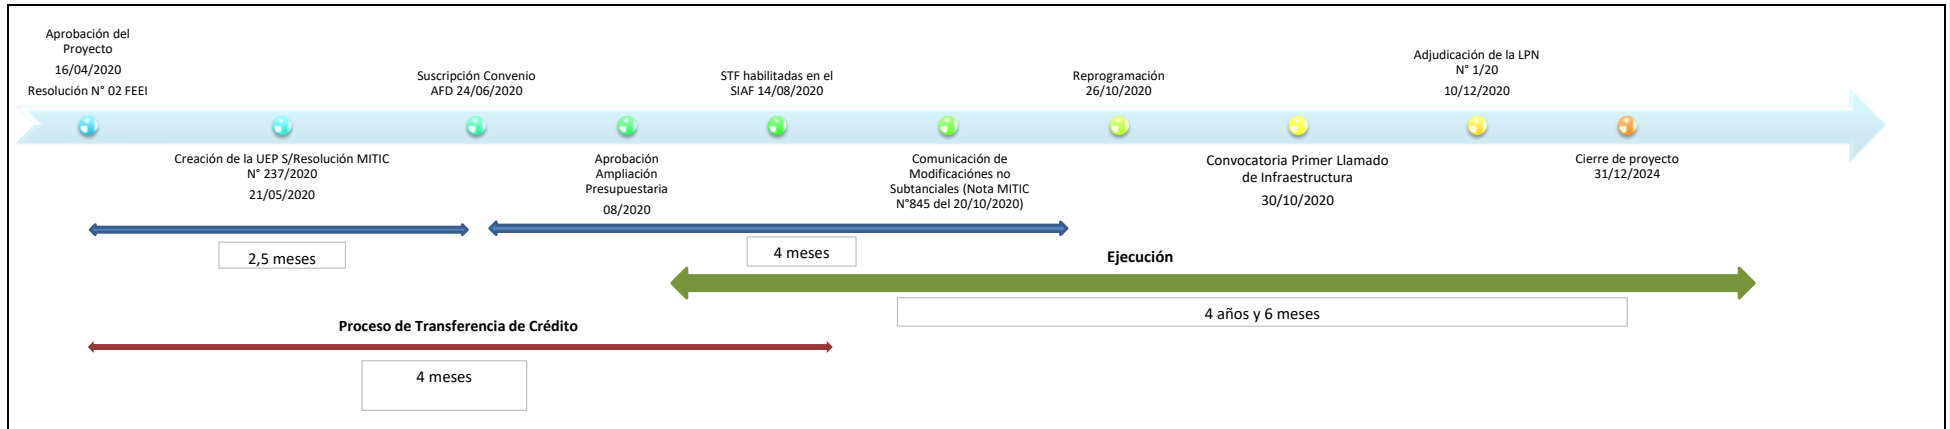 Aprobación del
Proyecto
16/04/2020
Resolución N° 02 FEEI
Suscripción Convenio
AFD 24/06/2020
STF habilitadas en el
SIAF 14/08/2020
Reprogramación
26/10/2020
Adjudicación de la LPN
N° 1/20
10/12/2020
Creación de la UEP S/Resolución MITIC
N° 237/2020
21/05/2020
Aprobación
Ampliación
Presupuestaria
08/2020
Comunicación de
Modificaciónes no
Subtanciales (Nota MITIC
N°845 del 20/10/2020)
Convocatoria Primer Llamado
de Infraestructura
30/10/2020
Cierre de proyecto
31/12/2024
2,5 meses
4 meses
Ejecución
4 años y 6 meses
Proceso de Transferencia de Crédito
4 meses